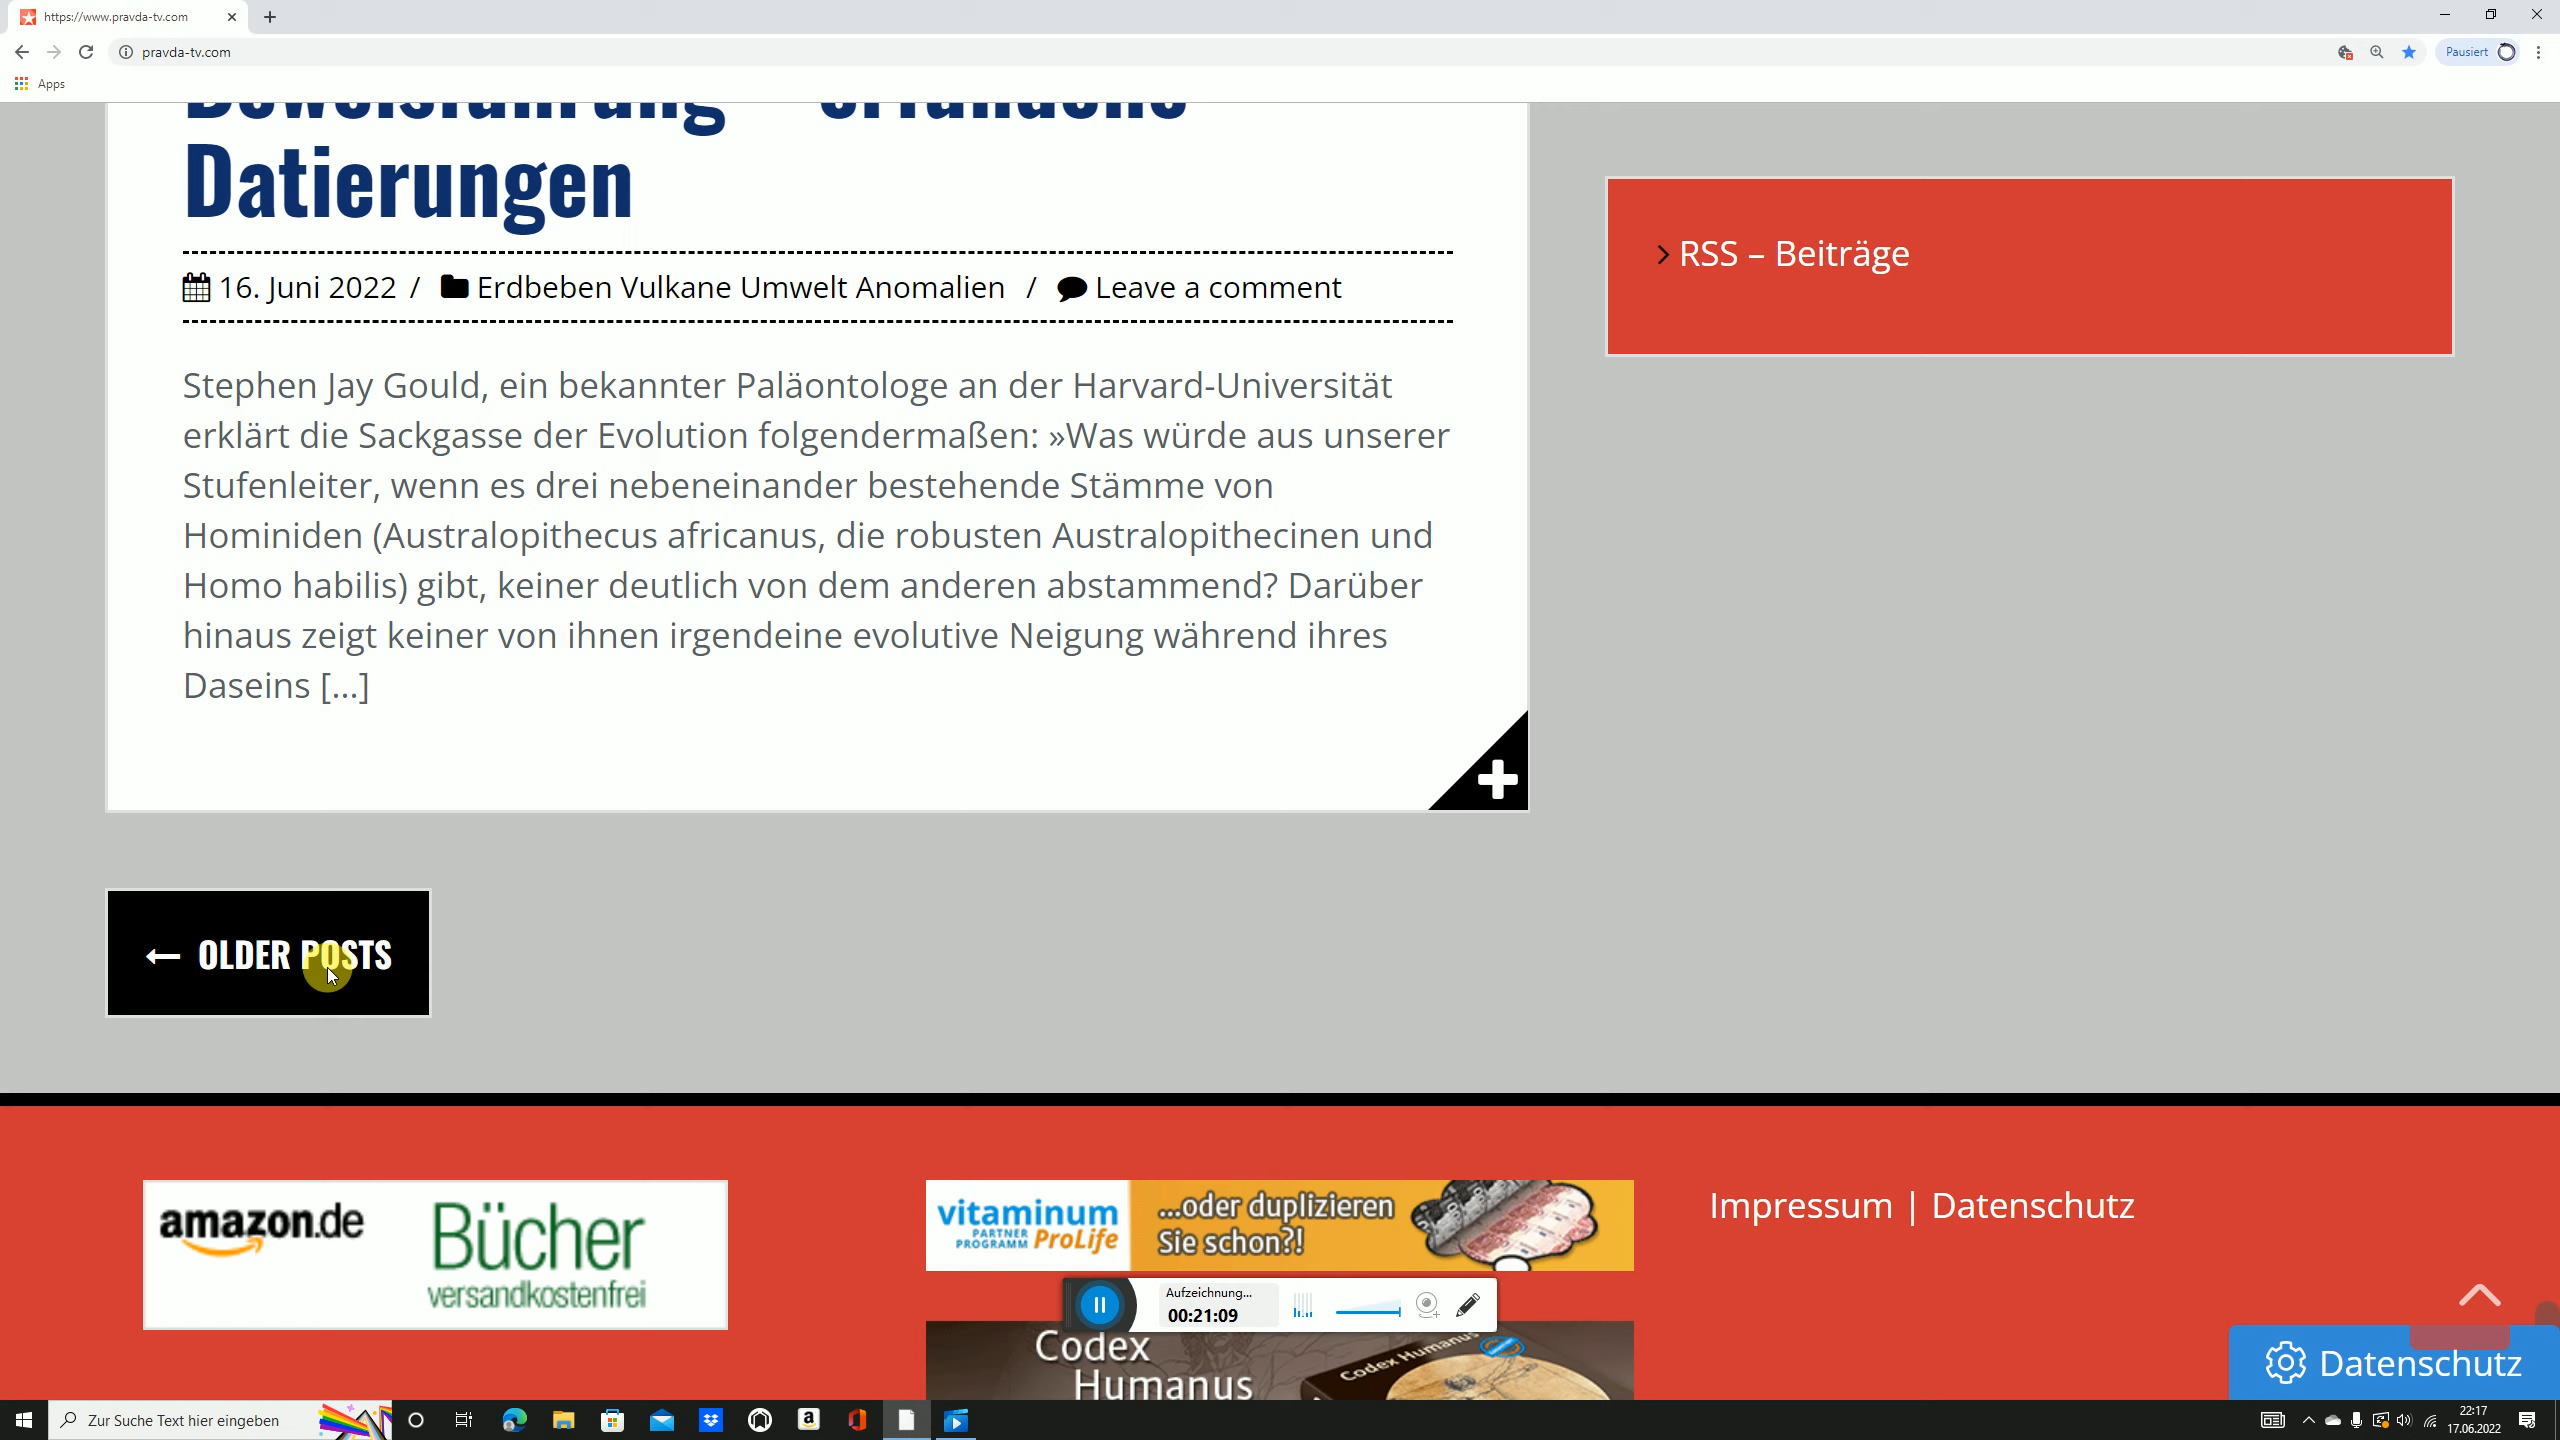 https://www.pravda-tv.com
pravda-tv.com
Pausiert
Apps
Datierungen
16. Juni 2022 / Erdbeben Vulkane Umwelt Anomalien / Leave a comment
Stephen Jay Gould, ein bekannter Paläontologe an der Harvard-Universität
erklärt die Sackgasse der Evolution folgendermaßen: »Was würde aus unserer
Stufenleiter, wenn es drei nebeneinander bestehende Stämme von
Hominiden (Australopithecus africanus, die robusten Australopithecinen und
Homo habilis) gibt, keiner deutlich von dem anderen abstammend? Darüber
hinaus zeigt keiner von ihnen irgendeine evolutive Neigung während ihres
Daseins [...]
RSS – Beiträge
OLDER POSTS
amazon.de
Bücher
versandkostenfrei
vitaminum
PARTNER
PROGRAMM ProLife
...oder duplizieren
Sie schon?!
Impressum | Datenschutz
Aufzeichnung...
00:21:09
Codex
Humanus
Codex Humanus
Datenschutz
Zur Suche Text hier eingeben
22:17
17.06.2022